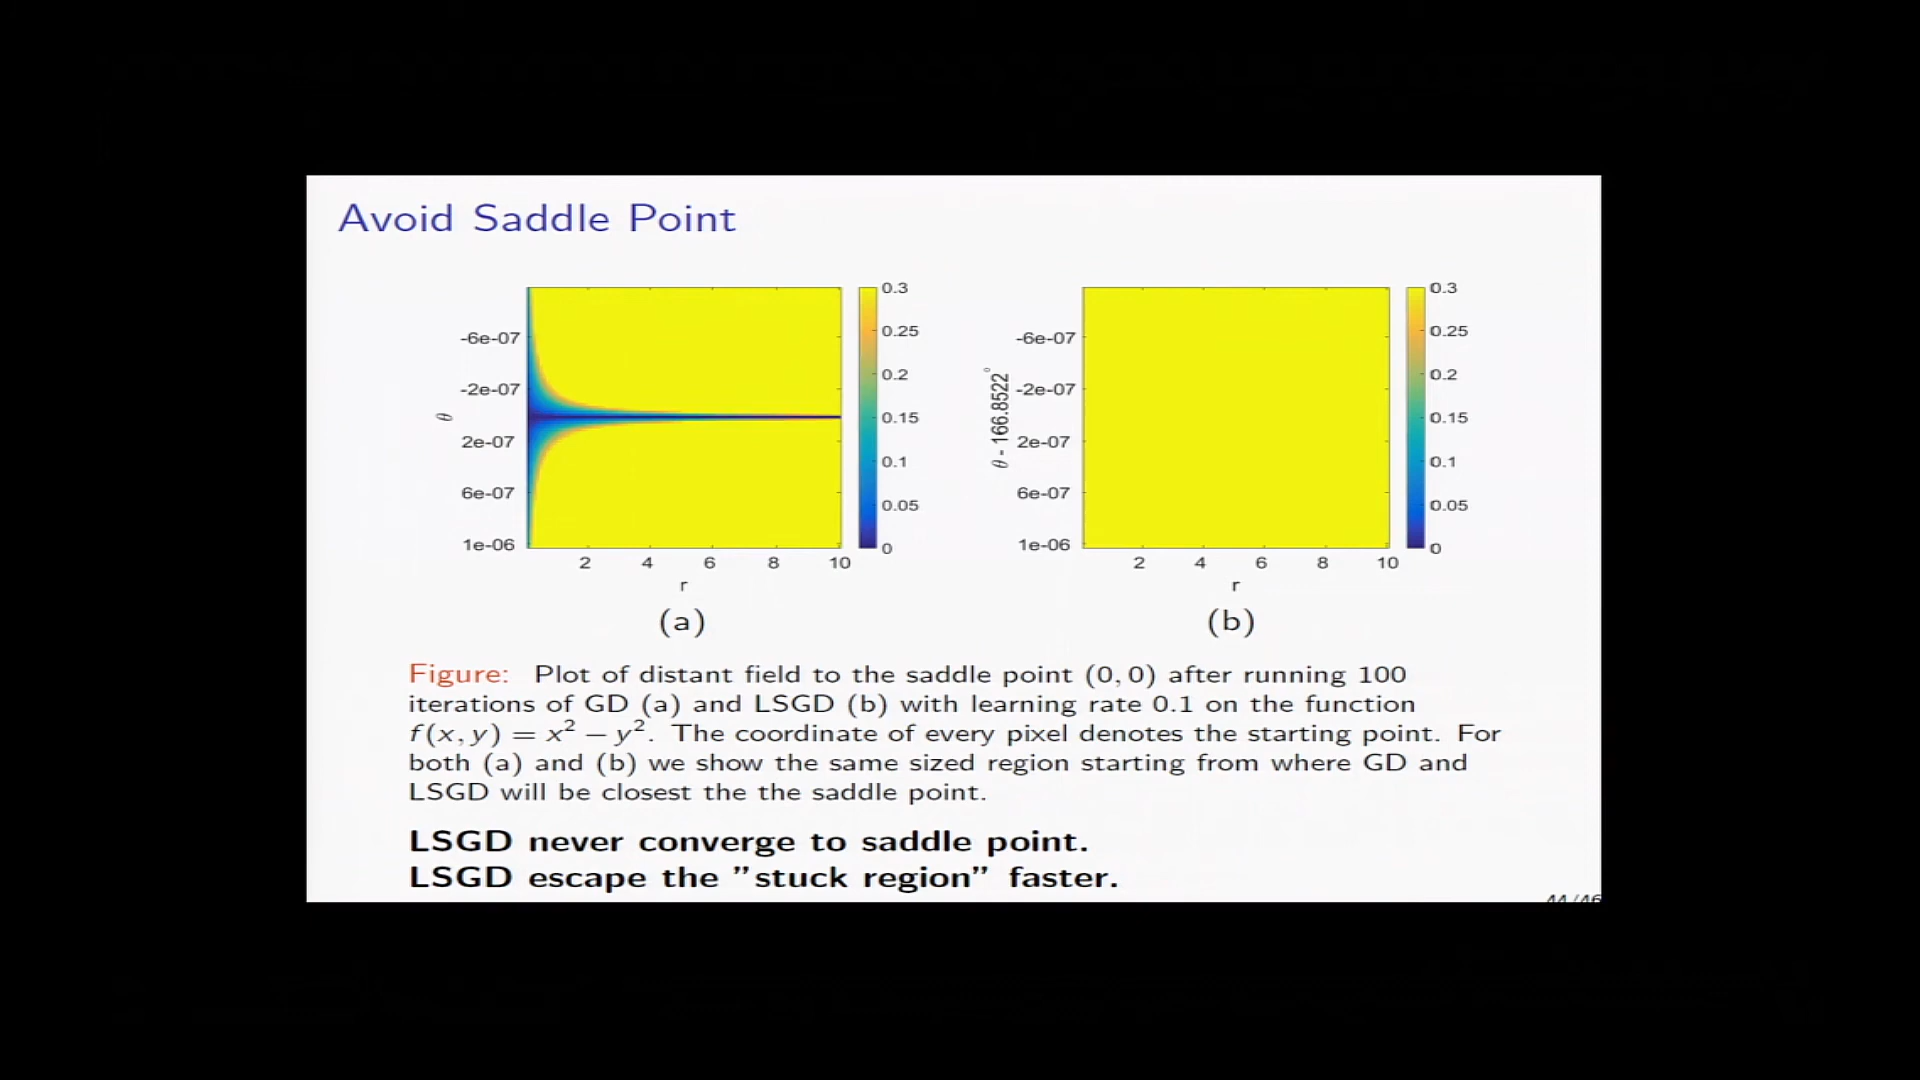 Avoid Saddle Point
-6e-07
-2e-07
2e-07
6e-07
1e-06
θ
2 4 6 8 10
r
0.3
0.25
0.2
0.15
0.1
0.05
0
(a)
-6e-07
-2e-07
2e-07
6e-07
1e-06
θ - 166.8522°
2 4 6 8 10
r
0.3
0.25
0.2
0.15
0.1
0.05
0
(b)
Figure: Plot of distant field to the saddle point (0, 0) after running 100
iterations of GD (a) and LSGD (b) with learning rate 0.1 on the function
f(x, y) = x² − y². The coordinate of every pixel denotes the starting point. For
both (a) and (b) we show the same sized region starting from where GD and
LSGD will be closest the the saddle point.
LSGD never converge to saddle point.
LSGD escape the ”stuck region” faster.
44/46